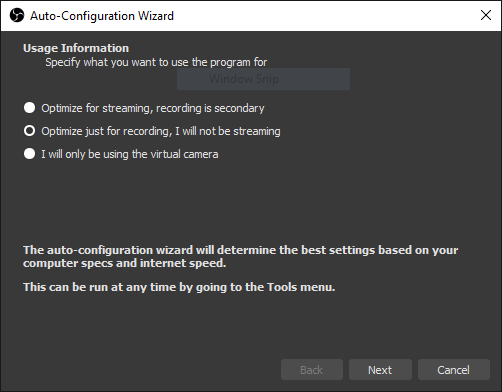 Auto-Configuration Wizard
Usage Information
Specify what you want to use the program for
Window Snip
Optimize for streaming, recording is secondary
Optimize just for recording, I will not be streaming
I will only be using the virtual camera
The auto-configuration wizard will determine the best settings based on your
computer specs and internet speed.
This can be run at any time by going to the Tools menu.
Back Next Cancel